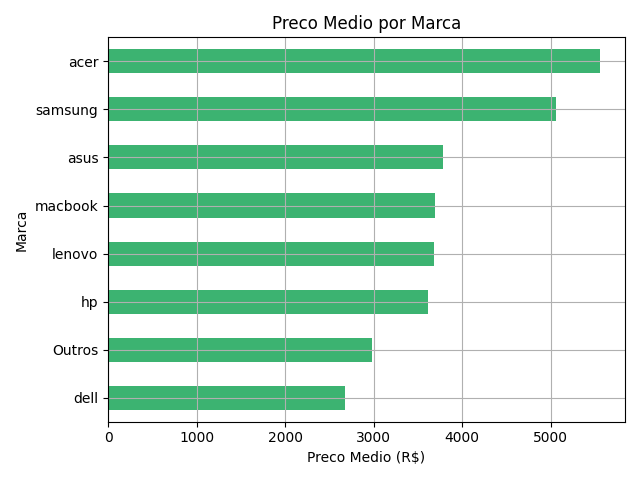 Preco Medio por Marca
acer
samsung
asus
macbook
lenovo
hp
Outros
dell
Marca
0 1000 2000 3000 4000 5000
Preco Medio (R$)